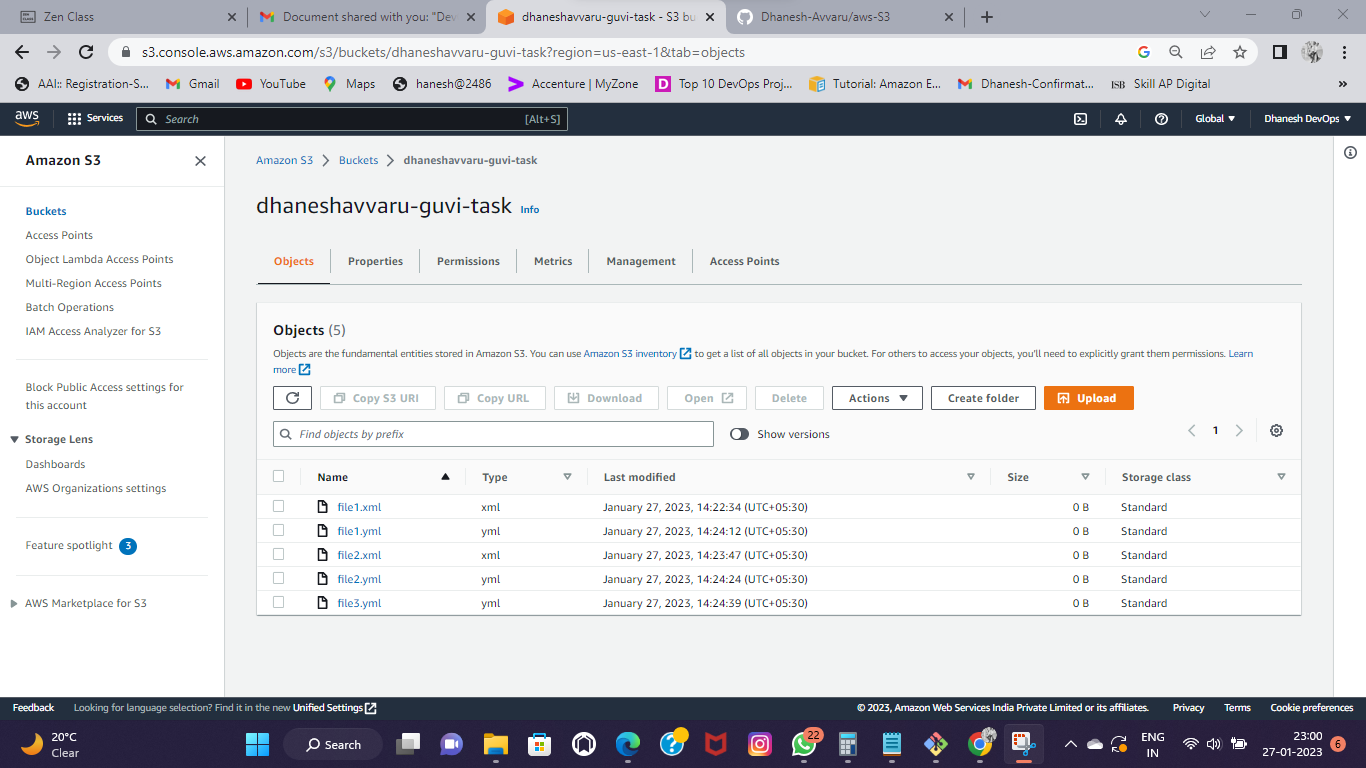 Zen Class
Document shared with you: "Dev
dhaneshavvaru-guvi-task - S3 bu
Dhanesh-Avvaru/aws-S3
s3.console.aws.amazon.com/s3/buckets/dhaneshavvaru-guvi-task?region=us-east-1&tab=objects
AAI:: Registration-S...
Gmail
YouTube
Maps
hanesh@2486
Accenture | MyZone
Top 10 DevOps Proj...
Tutorial: Amazon E...
Dhanesh-Confirmat...
ISB
Skill AP Digital
»
aws
Services
Search
[Alt+S]
Global
Dhanesh DevOps
Amazon S3
Buckets
Access Points
Object Lambda Access Points
Multi-Region Access Points
Batch Operations
IAM Access Analyzer for S3
Block Public Access settings for
this account
Storage Lens
Dashboards
AWS Organizations settings
Feature spotlight 3
AWS Marketplace for S3
Amazon S3 > Buckets > dhaneshavvaru-guvi-task
dhaneshavvaru-guvi-task Info
Objects
Properties
Permissions
Metrics
Management
Access Points
Objects (5)
Objects are the fundamental entities stored in Amazon S3. You can use Amazon S3 inventory to get a list of all objects in your bucket. For others to access your objects, you'll need to explicitly grant them permissions. Learn
more
Copy S3 URI
Copy URL
Download
Open
Delete
Actions
Create folder
Upload
Find objects by prefix
Show versions
1
Name Type Last modified Size Storage class
file1.xml xml January 27, 2023, 14:22:34 (UTC+05:30) 0 B Standard
file1.yml yml January 27, 2023, 14:24:12 (UTC+05:30) 0 B Standard
file2.xml xml January 27, 2023, 14:23:47 (UTC+05:30) 0 B Standard
file2.yml yml January 27, 2023, 14:24:24 (UTC+05:30) 0 B Standard
file3.yml yml January 27, 2023, 14:24:39 (UTC+05:30) 0 B Standard
Feedback
Looking for language selection? Find it in the new Unified Settings
© 2023, Amazon Web Services India Private Limited or its affiliates.
Privacy
Terms
Cookie preferences
20°C
Clear
Search
22
ENG
IN
23:00
27-01-2023
6